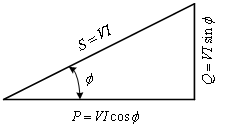 S = VI
ϕ
Q = VI sin ϕ
P = VI cos ϕ